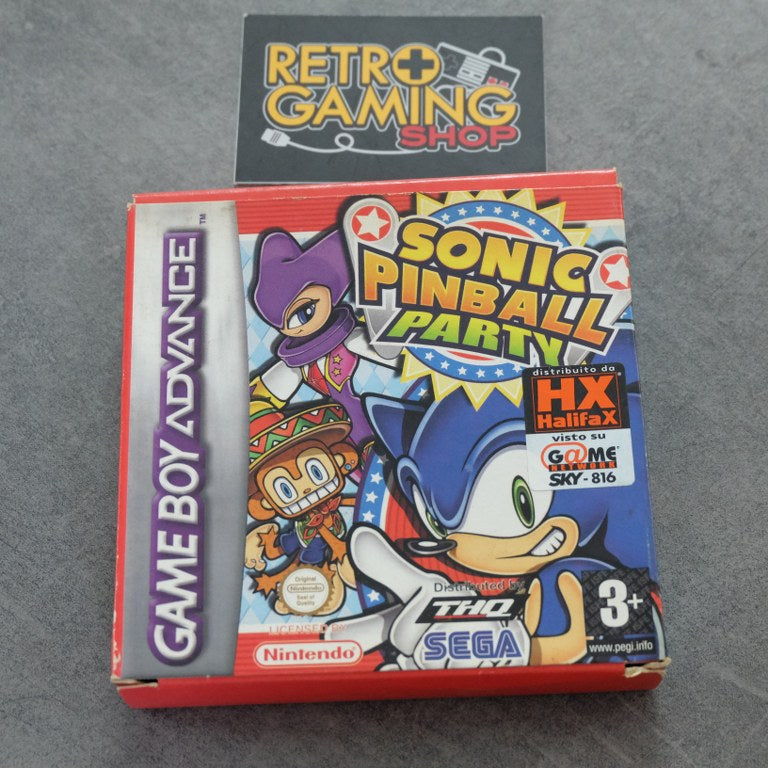 RETRO
GAMING
SHOP
GAME BOY ADVANCE™
SONIC
PINBALL
PARTY
distribuito da
HX
HalifaX
visto su
G@ME
NETWORK
SKY - 816
Original
Nintendo
Seal of
Quality
LICENSED BY
Nintendo®
Distributed by
THQ
SEGA
3+
www.pegi.info